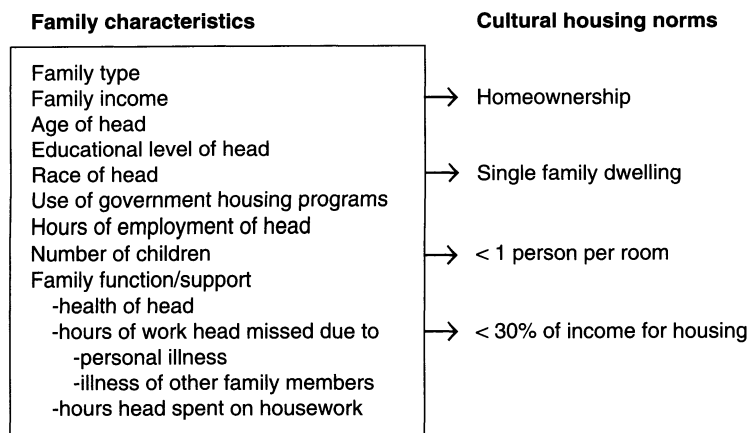 Family characteristics
Cultural housing norms
Family type
Family income
Age of head
Educational level of head
Race of head
Use of government housing programs
Hours of employment of head
Number of children
Family function/support
-health of head
-hours of work head missed due to
-personal illness
-illness of other family members
-hours head spent on housework
Homeownership
Single family dwelling
< 1 person per room
< 30% of income for housing